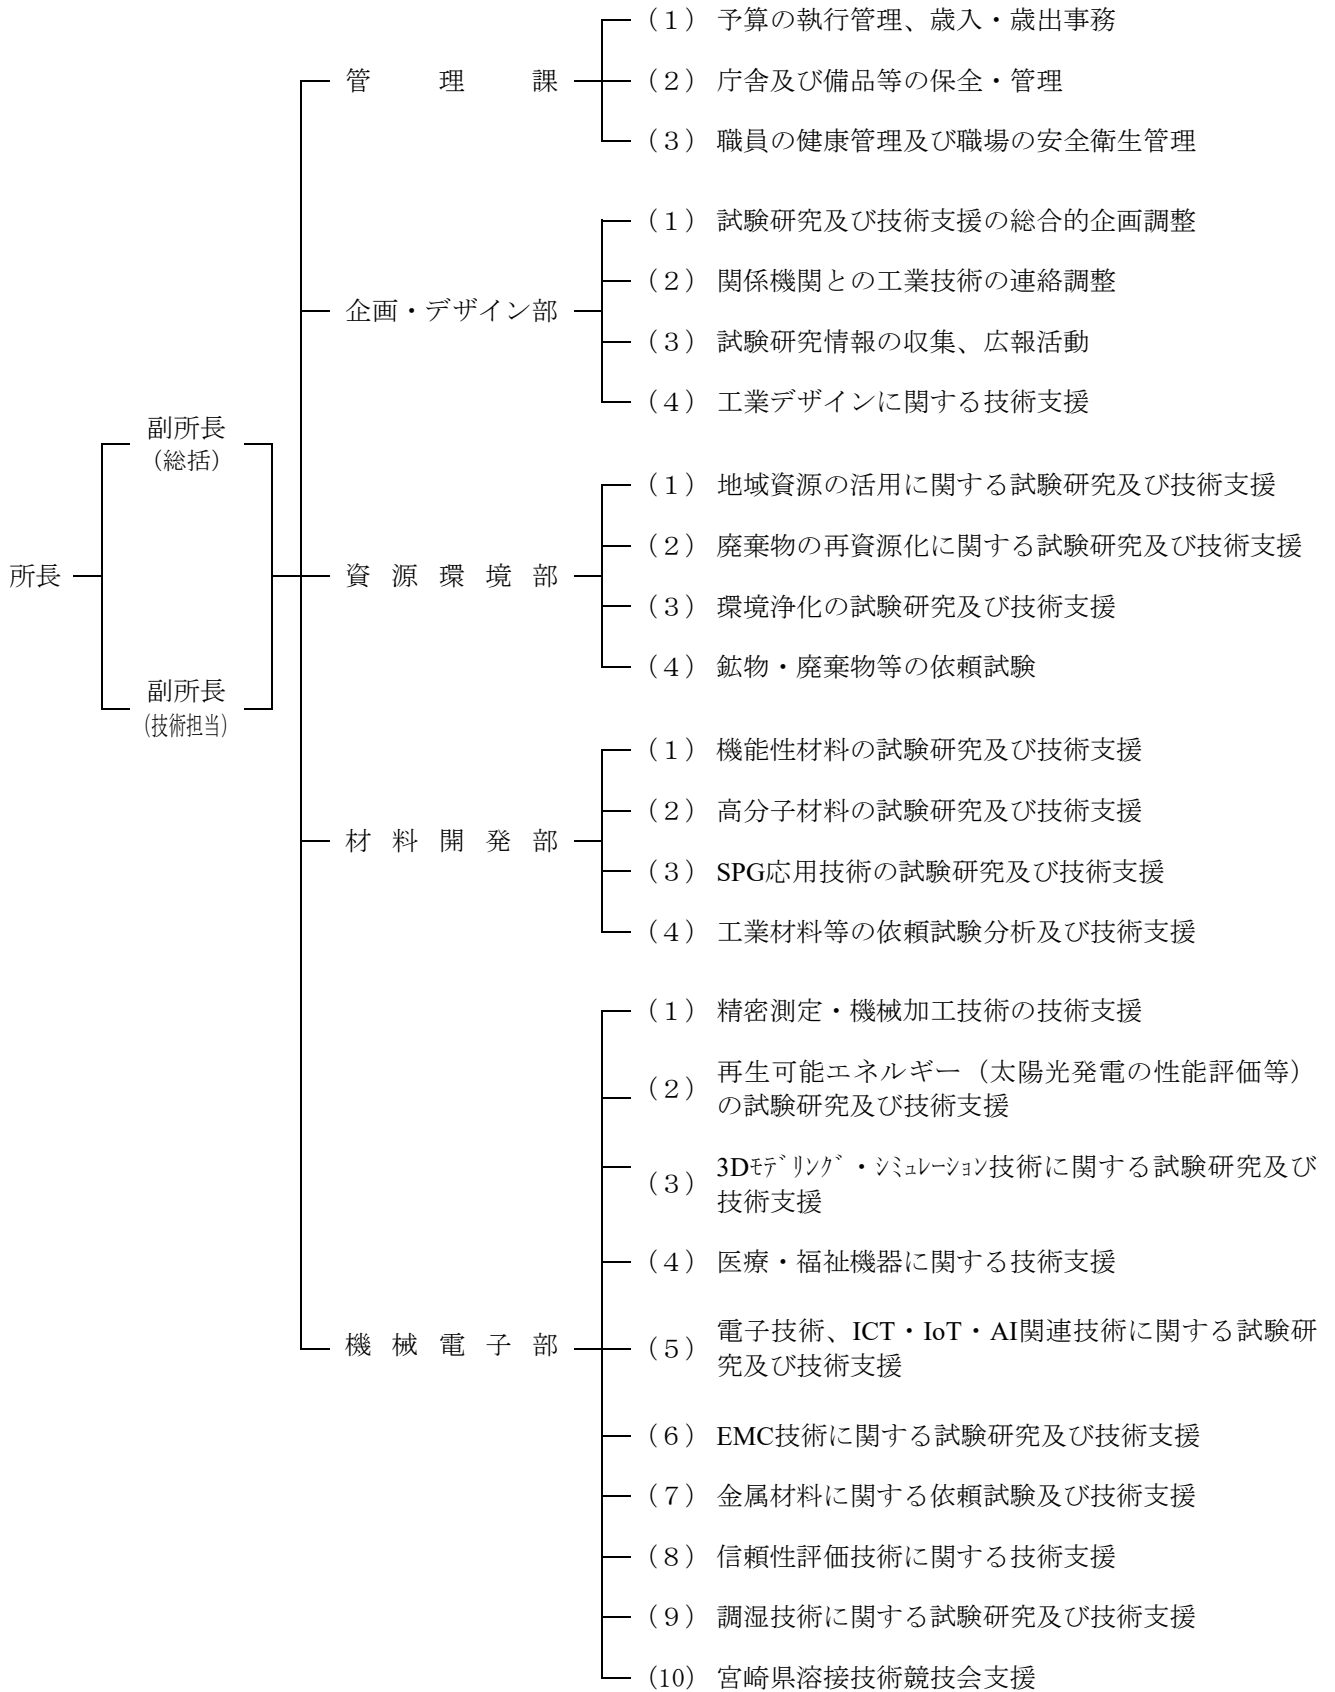 所長
副所長
（総括）
副所長
（技術担当）
管理課
（１） 予算の執行管理、歳入・歳出事務
（２） 庁舎及び備品等の保全・管理
（３） 職員の健康管理及び職場の安全衛生管理
企画・デザイン部
（１） 試験研究及び技術支援の総合的企画調整
（２） 関係機関との工業技術の連絡調整
（３） 試験研究情報の収集、広報活動
（４） 工業デザインに関する技術支援
資源環境部
（１） 地域資源の活用に関する試験研究及び技術支援
（２） 廃棄物の再資源化に関する試験研究及び技術支援
（３） 環境浄化の試験研究及び技術支援
（４） 鉱物・廃棄物等の依頼試験
材料開発部
（１） 機能性材料の試験研究及び技術支援
（２） 高分子材料の試験研究及び技術支援
（３） SPG応用技術の試験研究及び技術支援
（４） 工業材料等の依頼試験分析及び技術支援
機械電子部
（１） 精密測定・機械加工技術の技術支援
（２） 再生可能エネルギー（太陽光発電の性能評価等）
の試験研究及び技術支援
（３） 3Dﾓﾃﾞﾘﾝｸﾞ・ｼﾐｭﾚｰｼｮﾝ技術に関する試験研究及び
技術支援
（４） 医療・福祉機器に関する技術支援
（５） 電子技術、ICT・IoT・AI関連技術に関する試験研
究及び技術支援
（６） EMC技術に関する試験研究及び技術支援
（７） 金属材料に関する依頼試験及び技術支援
（８） 信頼性評価技術に関する技術支援
（９） 調湿技術に関する試験研究及び技術支援
（10） 宮崎県溶接技術競技会支援